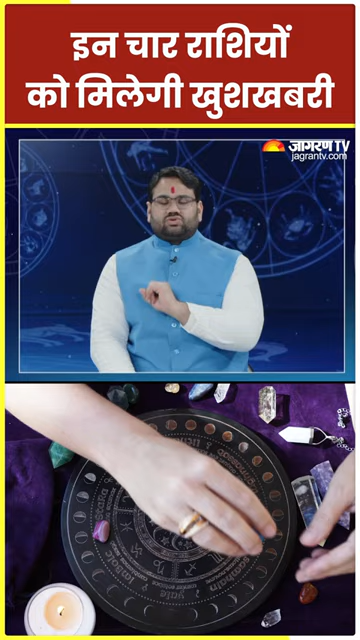 इन चार राशियों
को मिलेगी खुशखबरी
जागरण TV
jagrantv.com